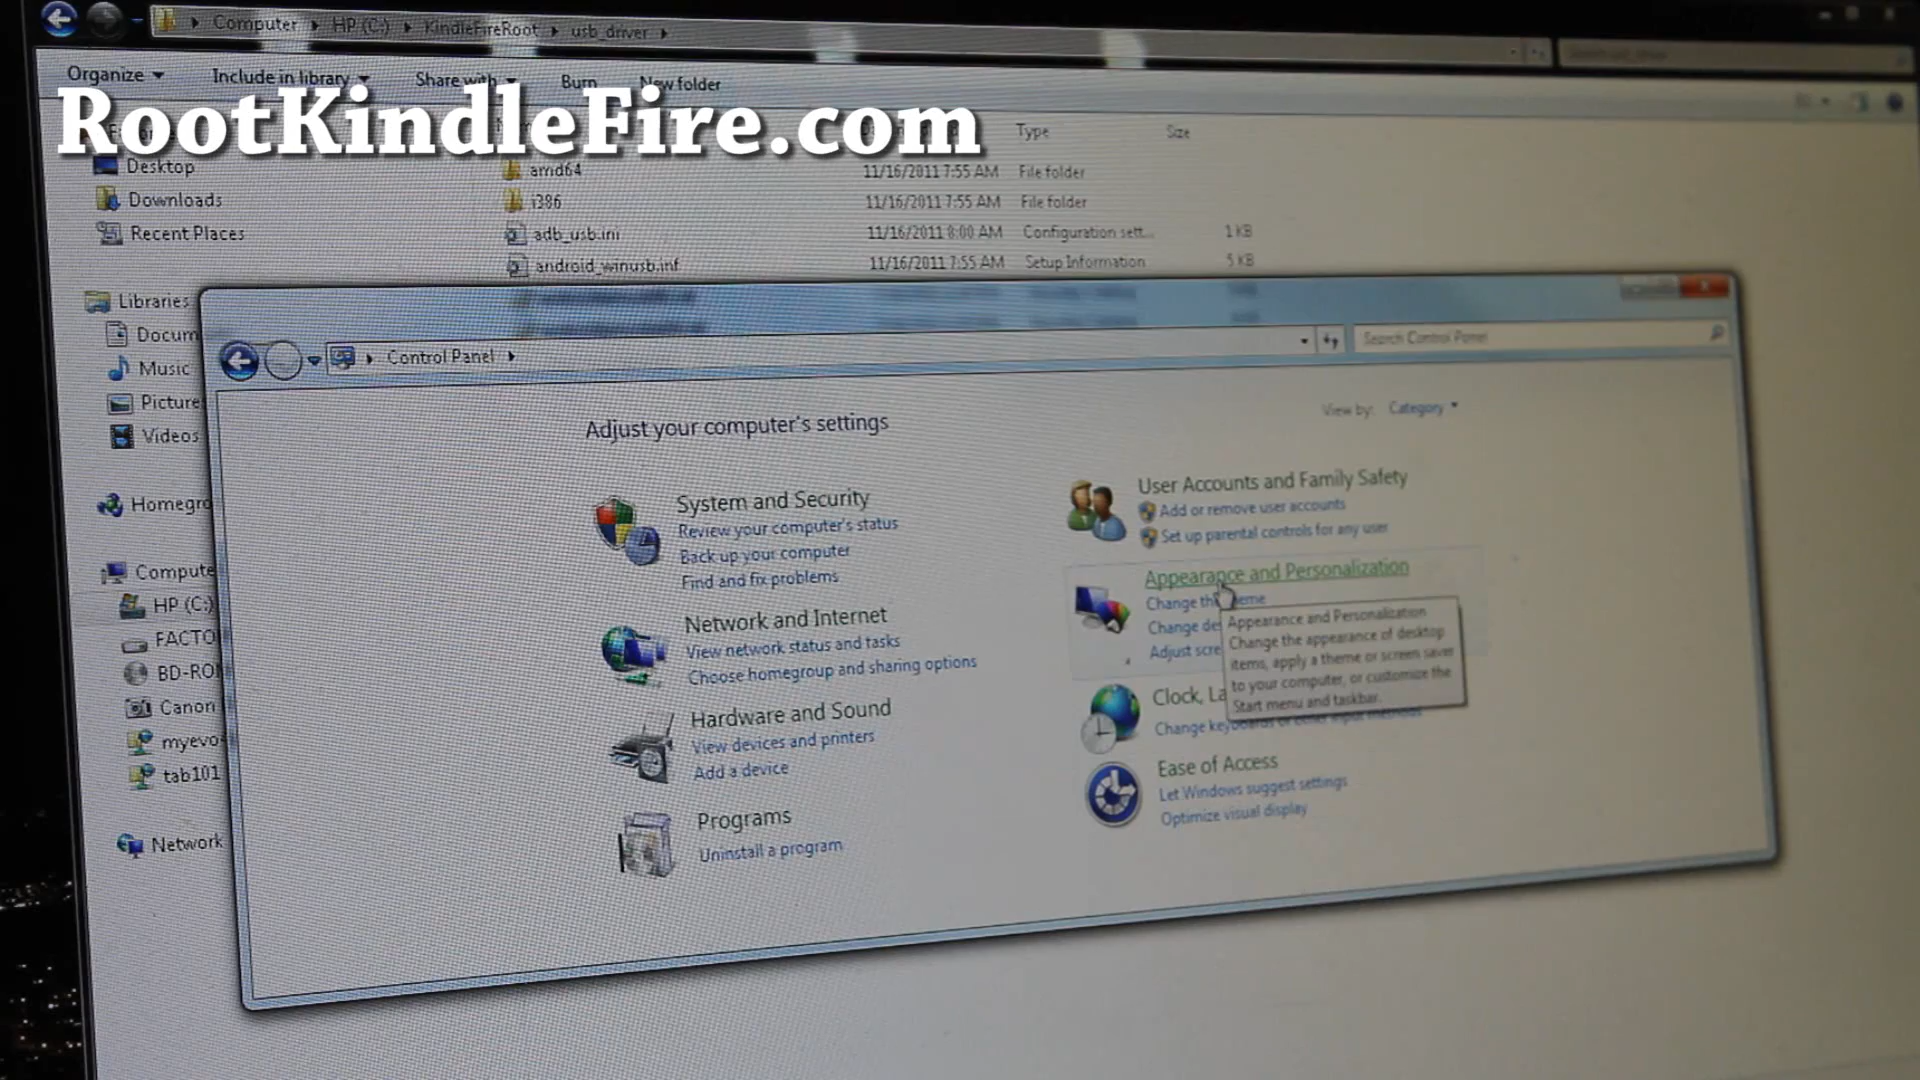 Computer HP (C:) KindleFireRoot usb_driver
Organize Include in library Share with Burn New folder
RootKindleFire.com
Type Size
Desktop
Downloads
Recent Places
amd64 11/16/2011 7:55 AM File folder
i386 11/16/2011 7:55 AM File folder
adb_usb.ini 11/16/2011 8:00 AM Configuration sett... 1 KB
android_winusb.inf 11/16/2011 7:55 AM Setup Information 5 KB
Libraries
Docum
Music
Picture
Videos
Homegro
Compute
HP (C:)
FACTO
BD-RO
Canon
myevo
tab101
Network
Control Panel
Search Control Panel
Adjust your computer's settings
View by: Category
System and Security
Review your computer's status
Back up your computer
Find and fix problems
Network and Internet
View network status and tasks
Choose homegroup and sharing options
Hardware and Sound
View devices and printers
Add a device
Programs
Uninstall a program
User Accounts and Family Safety
Add or remove user accounts
Set up parental controls for any user
Appearance and Personalization
Change the theme
Change de
Adjust scre
Appearance and Personalization
Change the appearance of desktop
items, apply a theme or screen saver
to your computer, or customize the
Start menu and taskbar.
Clock, La
Change keyboards or other input methods
Ease of Access
Let Windows suggest settings
Optimize visual display